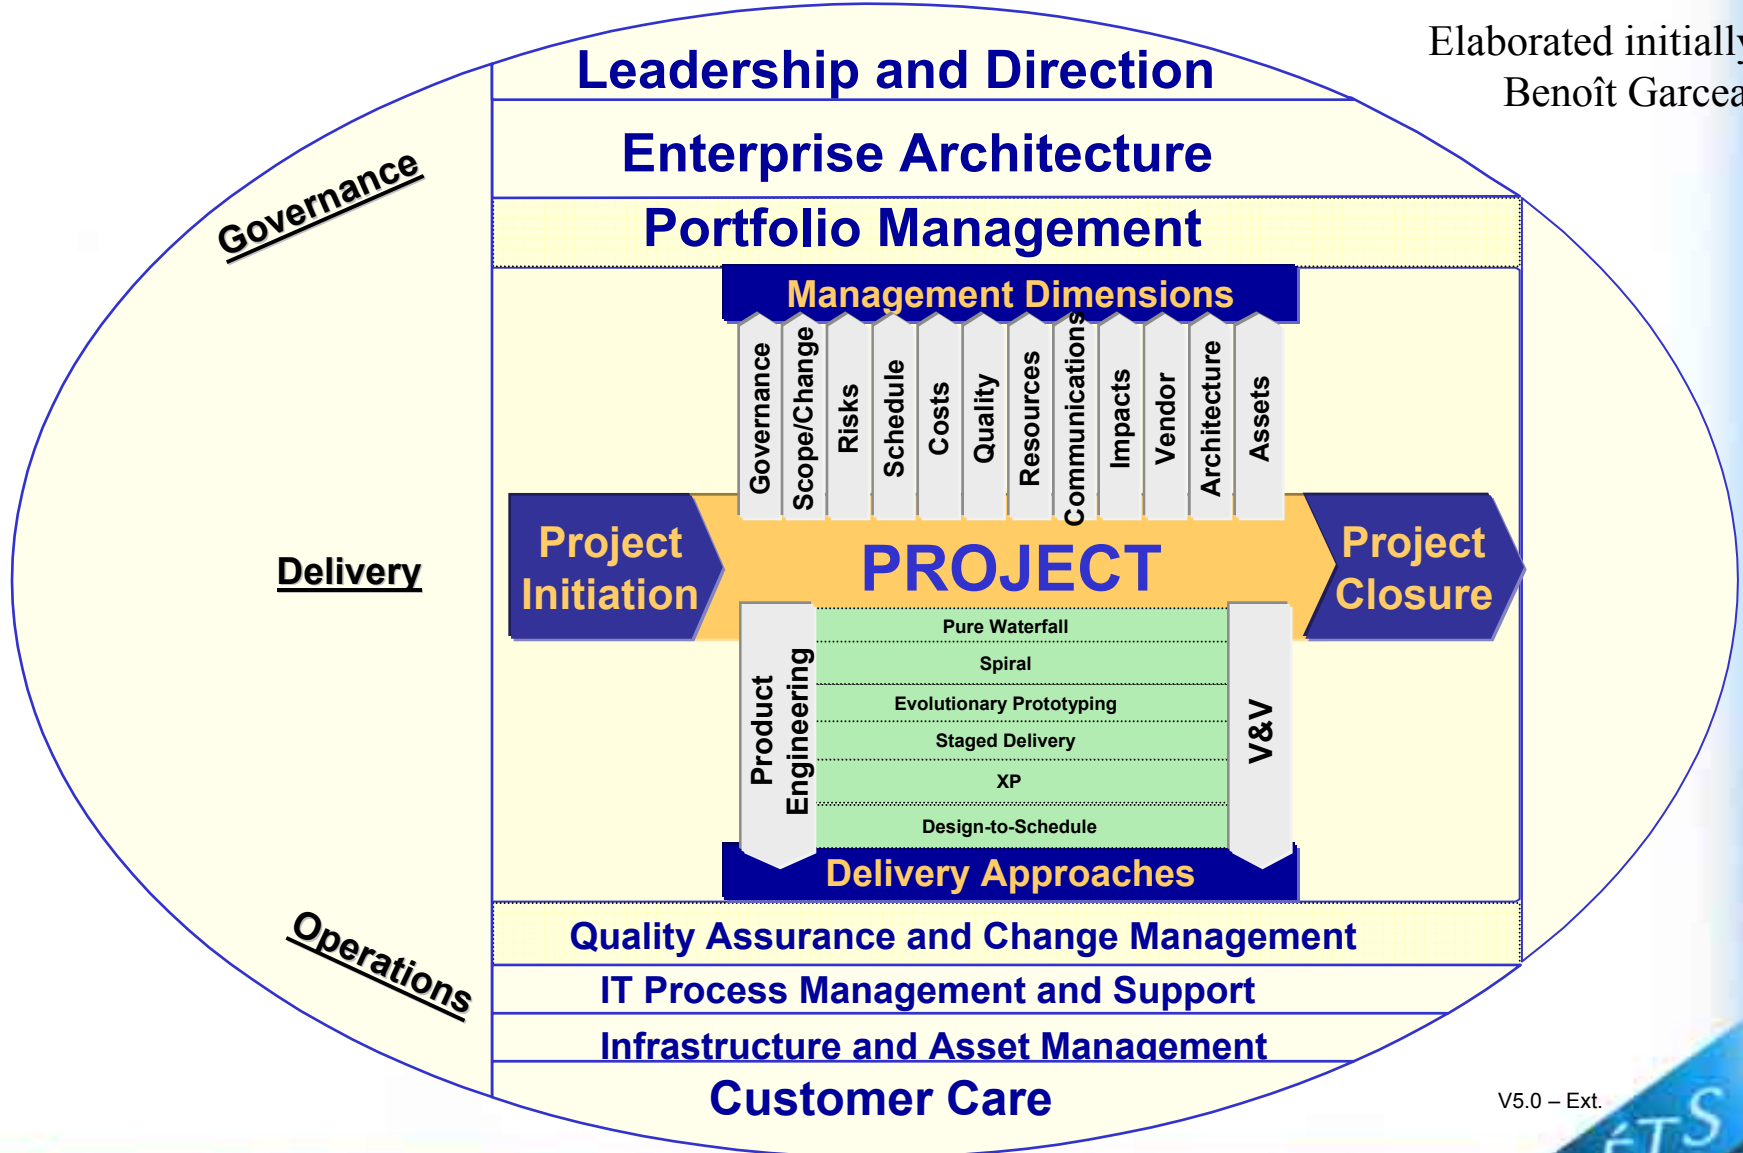 Elaborated initially
Benoît Garcea
Leadership and Direction
Enterprise Architecture
Governance
Portfolio Management
Management Dimensions
Governance
Scope/Change
Risks
Schedule
Costs
Quality
Resources
Communications
Impacts
Vendor
Architecture
Assets
Delivery
Project
Initiation
PROJECT
Project
Closure
Product
Engineering
Pure Waterfall
Spiral
Evolutionary Prototyping
Staged Delivery
XP
Design-to-Schedule
V&V
Delivery Approaches
Operations
Quality Assurance and Change Management
IT Process Management and Support
Infrastructure and Asset Management
Customer Care
V5.0 – Ext.
ÉTS